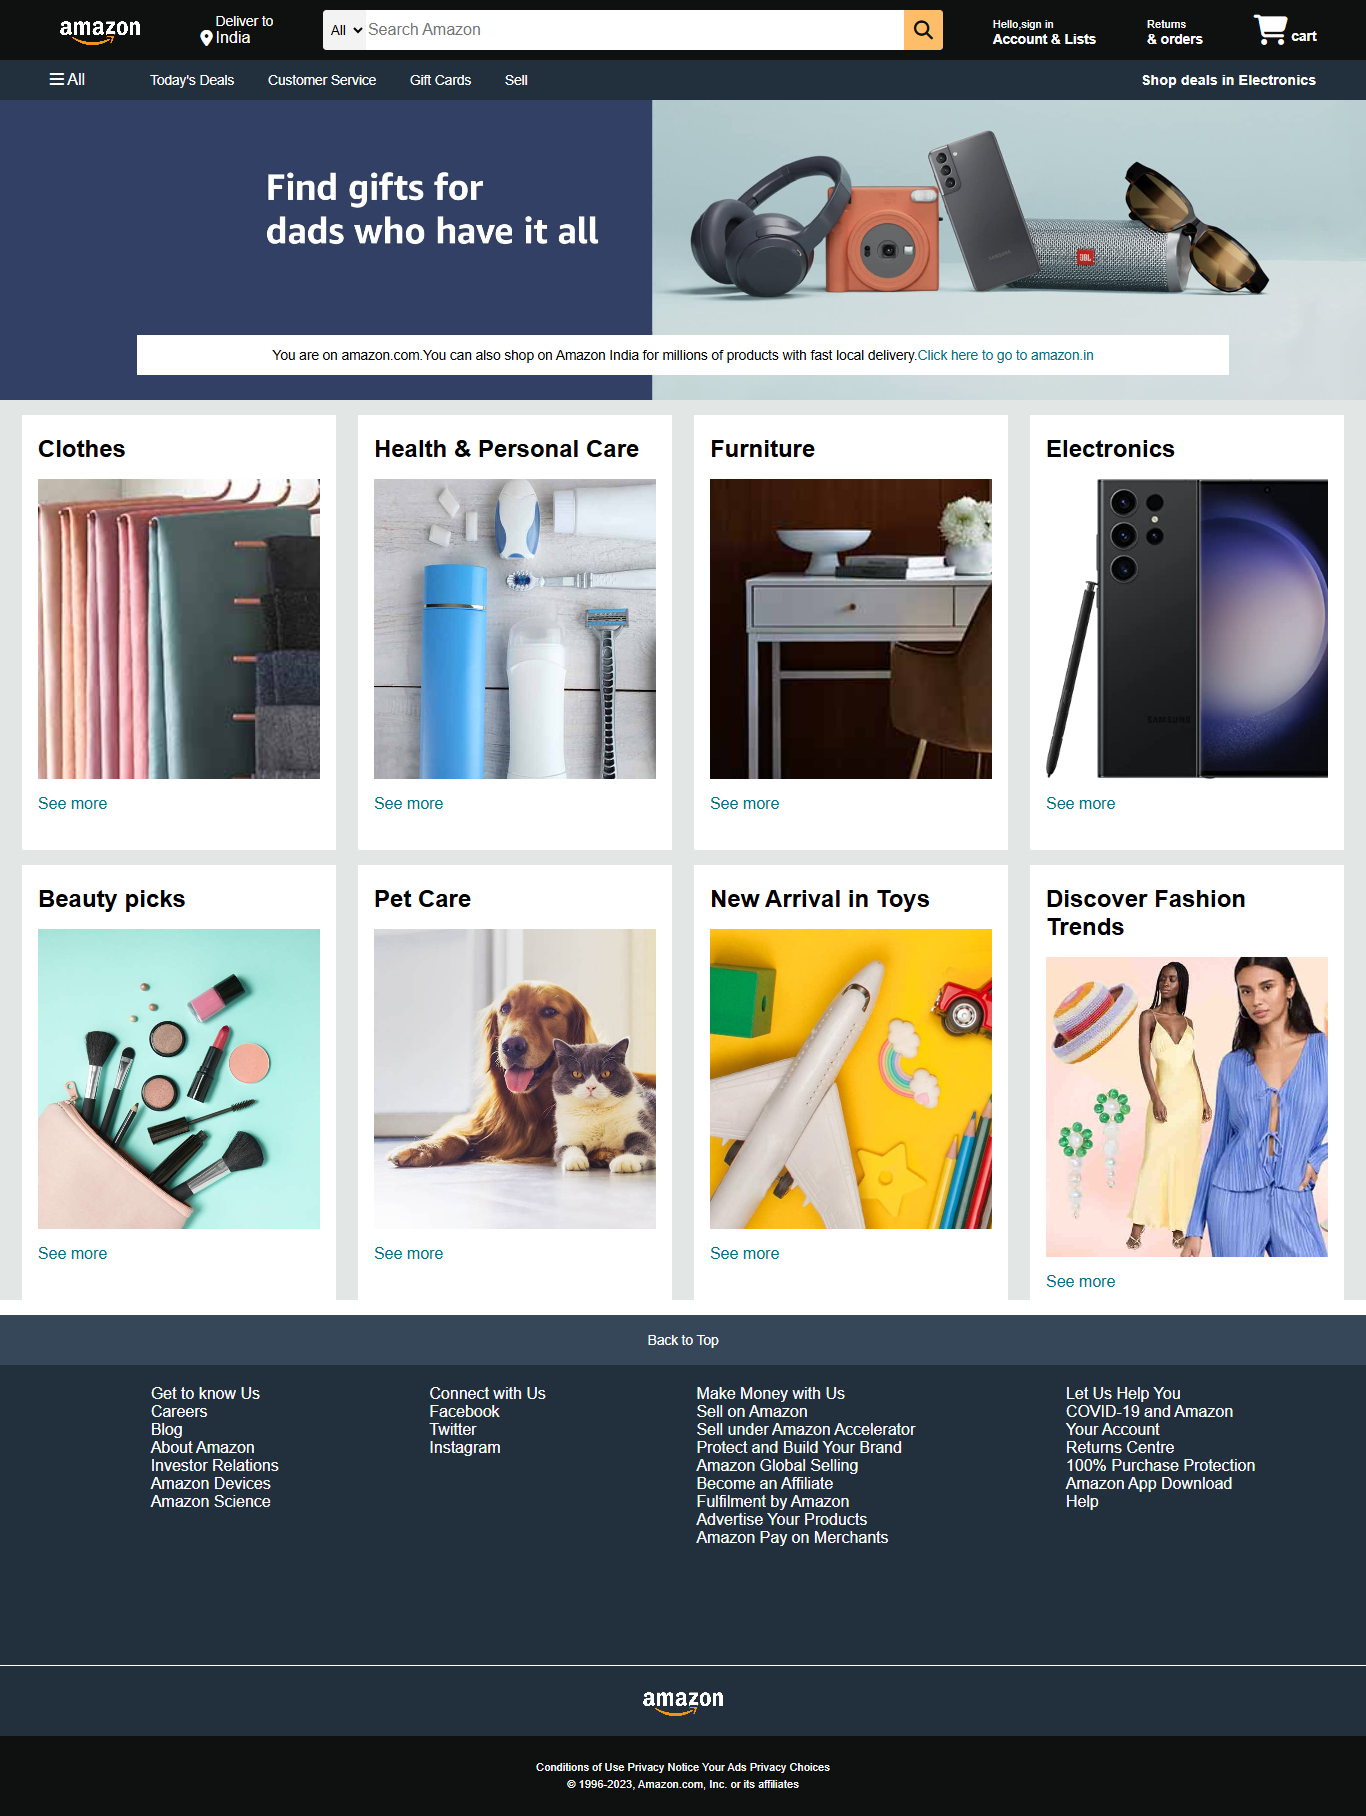 amazon
Deliver to
India
All
Search Amazon
Hello,sign in
Account & Lists
Returns
& orders
cart
All
Today's Deals
Customer Service
Gift Cards
Sell
Shop deals in Electronics
Find gifts for
dads who have it all
SAMSUNG
JBL
You are on amazon.com.You can also shop on Amazon India for millions of products with fast local delivery.Click here to go to amazon.in
Clothes
Health & Personal Care
Furniture
Electronics
SAMSUNG
See more
See more
See more
See more
Beauty picks
Pet Care
New Arrival in Toys
Discover Fashion
Trends
See more
See more
See more
See more
Back to Top
Get to know Us
Careers
Blog
About Amazon
Investor Relations
Amazon Devices
Amazon Science
Connect with Us
Facebook
Twitter
Instagram
Make Money with Us
Sell on Amazon
Sell under Amazon Accelerator
Protect and Build Your Brand
Amazon Global Selling
Become an Affiliate
Fulfilment by Amazon
Advertise Your Products
Amazon Pay on Merchants
Let Us Help You
COVID-19 and Amazon
Your Account
Returns Centre
100% Purchase Protection
Amazon App Download
Help
amazon
Conditions of Use Privacy Notice Your Ads Privacy Choices
© 1996-2023, Amazon.com, Inc. or its affiliates